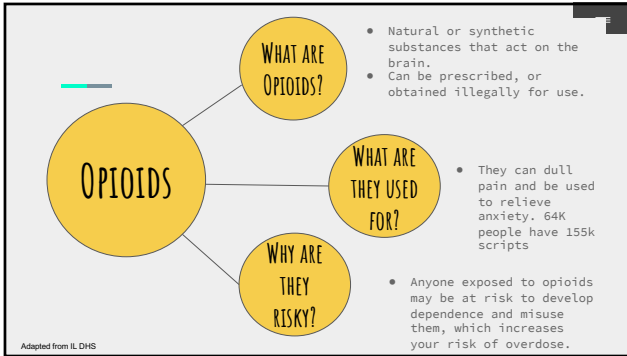 WHAT ARE
OPIOIDS?
• Natural or synthetic
substances that act on the
brain.
• Can be prescribed, or
obtained illegally for use.
OPIOIDS
WHAT ARE
THEY USED
FOR?
• They can dull
pain and be used
to relieve
anxiety. 64K
people have 155k
scripts
WHY ARE
THEY
RISKY?
• Anyone exposed to opioids
may be at risk to develop
dependence and misuse
them, which increases
your risk of overdose.
Adapted from IL DHS